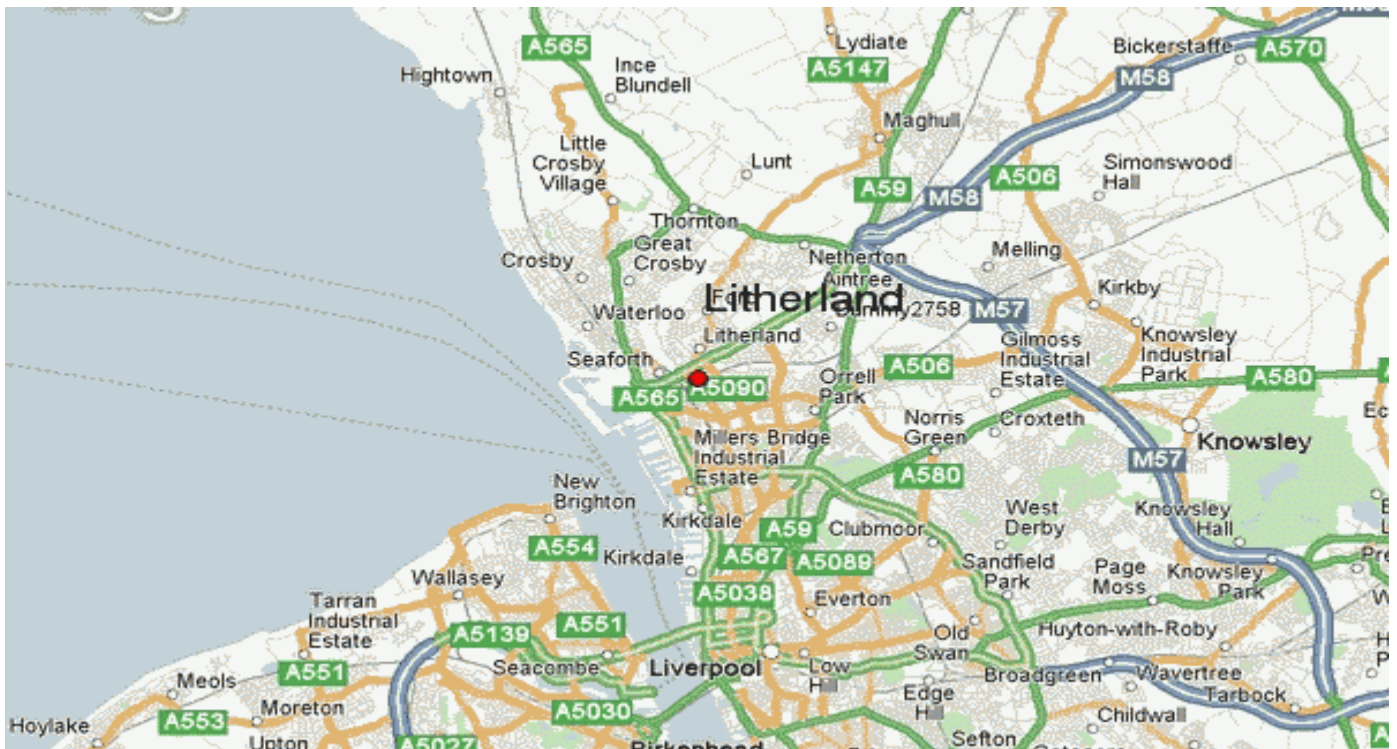 A565
Lydiate
Bickerstaffe
A570
Hightown
Ince
Blundell
A5147
M58
Maghull
Little
Crosby
Village
Lunt
A59
M58
A506
Simonswood
Hall
Thornton
Great
Crosby
Netherton
Aintree
Melling
Crosby
Litherland
Kirkby
Waterloo
Dummy2758
M57
Litherland
Gilmoss
Industrial
Estate
Knowsley
Industrial
Park
Seaforth
A506
A580
A565
A5090
Orrell
Park
Norris
Green
Croxteth
Knowsley
Millers Bridge
Industrial
Estate
M57
A580
New
Brighton
West
Derby
Knowsley
Hall
Kirkdale
A59
Clubmoor
A554
Kirkdale
A567
A5089
Sandfield
Park
Page
Moss
Knowsley
Park
Wallasey
Tarran
Industrial
Estate
A5038
Everton
A551
A5139
Old
Swan
Huyton-with-Roby
A551
Seacombe
Liverpool
Low
Hill
Broadgreen
Wavertree
Tarbock
Meols
Edge
Hill
Hoylake
A553
Moreton
A5030
Childwall
Upton
A5027
Birkenhead
Sefton